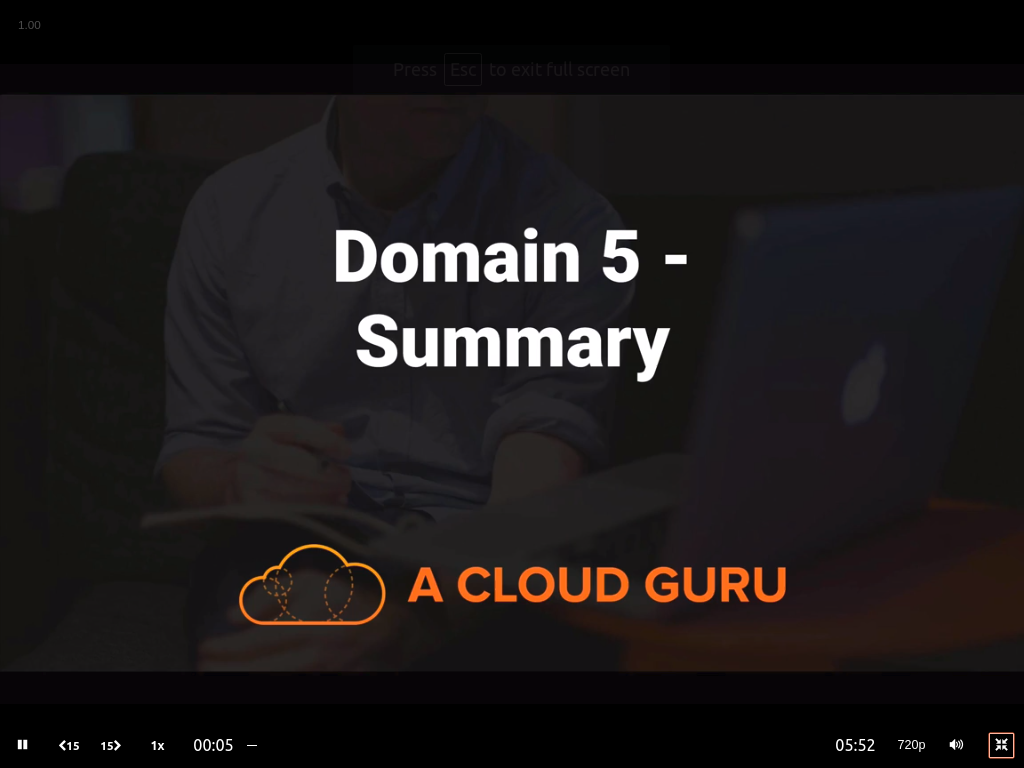 1.00
Press Esc to exit full screen
Domain 5 -
Summary
A CLOUD GURU
15 15 1x 00:05 05:52 720p